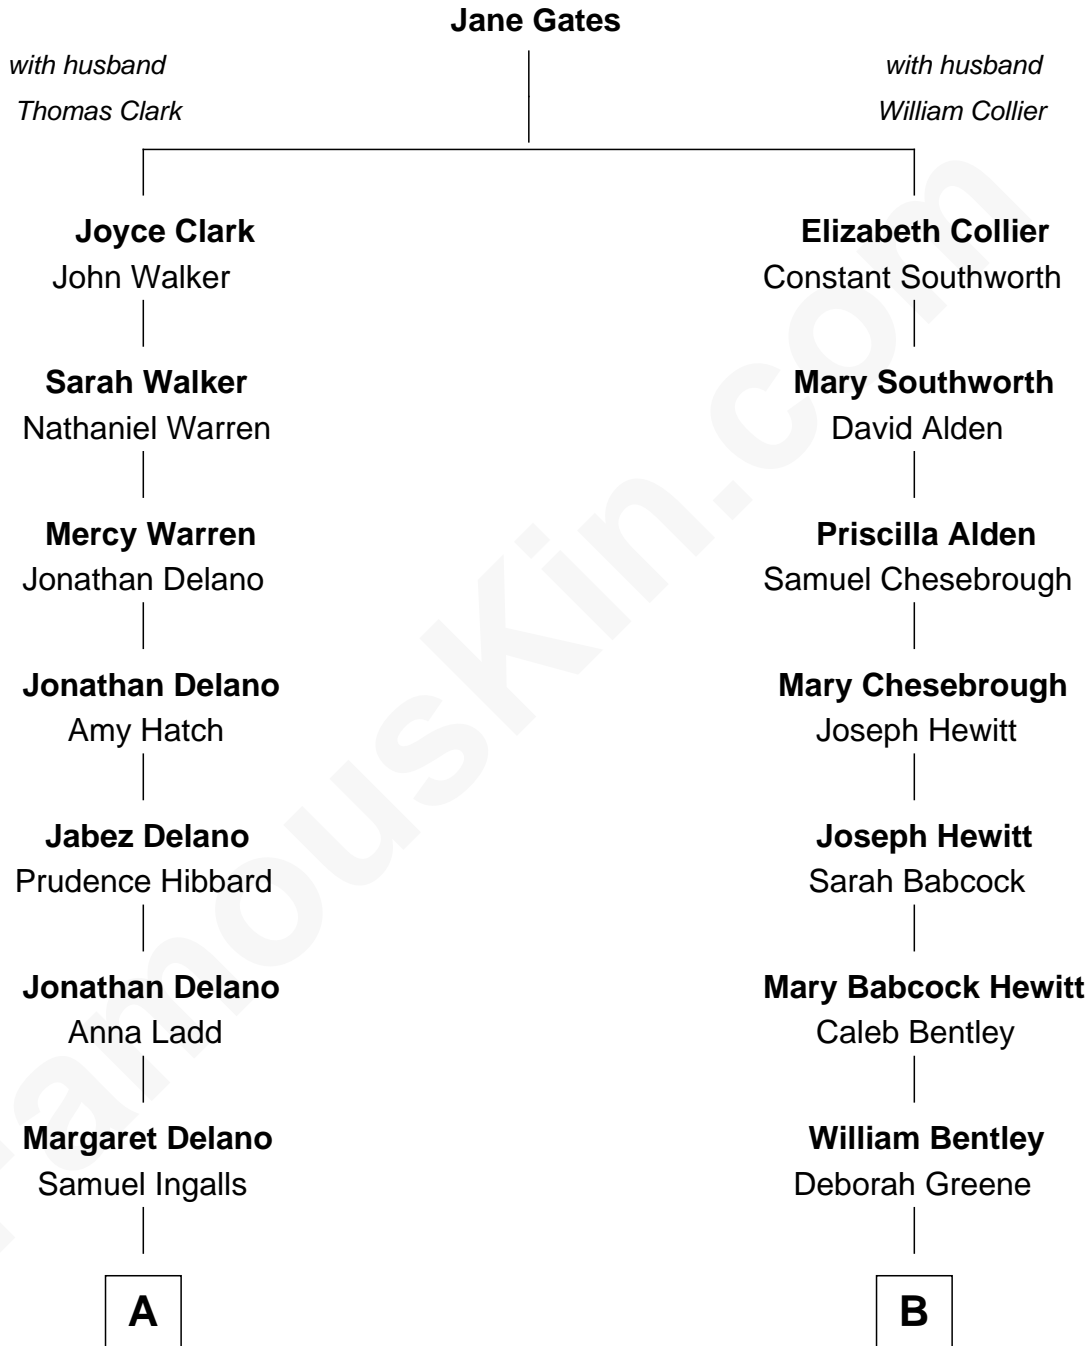 Jane Gates
with husband
Thomas Clark
with husband
William Collier
Joyce Clark
John Walker
Sarah Walker
Nathaniel Warren
Mercy Warren
Jonathan Delano
Jonathan Delano
Amy Hatch
Jabez Delano
Prudence Hibbard
Jonathan Delano
Anna Ladd
Margaret Delano
Samuel Ingalls
A
Elizabeth Collier
Constant Southworth
Mary Southworth
David Alden
Priscilla Alden
Samuel Chesebrough
Mary Chesebrough
Joseph Hewitt
Joseph Hewitt
Sarah Babcock
Mary Babcock Hewitt
Caleb Bentley
William Bentley
Deborah Greene
B
FamousKin.com